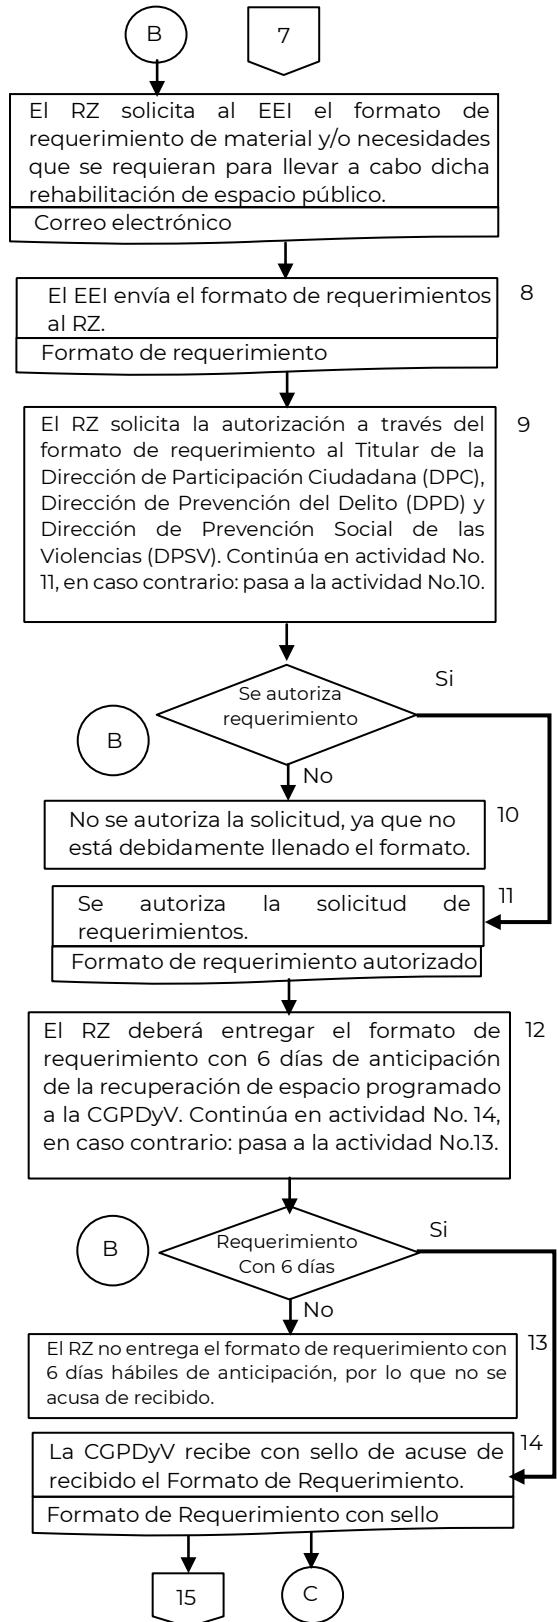 B
7
El RZ solicita al EEI el formato de
requerimiento de material y/o necesidades
que se requieran para llevar a cabo dicha
rehabilitación de espacio público.
Correo electrónico
El EEI envía el formato de requerimientos
al RZ.
8
Formato de requerimiento
El RZ solicita la autorización a través del
formato de requerimiento al Titular de la
Dirección de Participación Ciudadana (DPC),
Dirección de Prevención del Delito (DPD) y
Dirección de Prevención Social de las
Violencias (DPSV). Continúa en actividad No.
11, en caso contrario: pasa a la actividad No.10.
9
Se autoriza
requerimiento
Si
B
No
No se autoriza la solicitud, ya que no
está debidamente llenado el formato.
10
Se autoriza la solicitud de
requerimientos.
11
Formato de requerimiento autorizado
El RZ deberá entregar el formato de
requerimiento con 6 días de anticipación
de la recuperación de espacio programado
a la CGPDyV. Continúa en actividad No. 14,
en caso contrario: pasa a la actividad No.13.
12
Requerimiento
Con 6 días
Si
B
No
El RZ no entrega el formato de requerimiento con
6 días hábiles de anticipación, por lo que no se
acusa de recibido.
13
La CGPDyV recibe con sello de acuse de
recibido el Formato de Requerimiento.
14
Formato de Requerimiento con sello
15
C